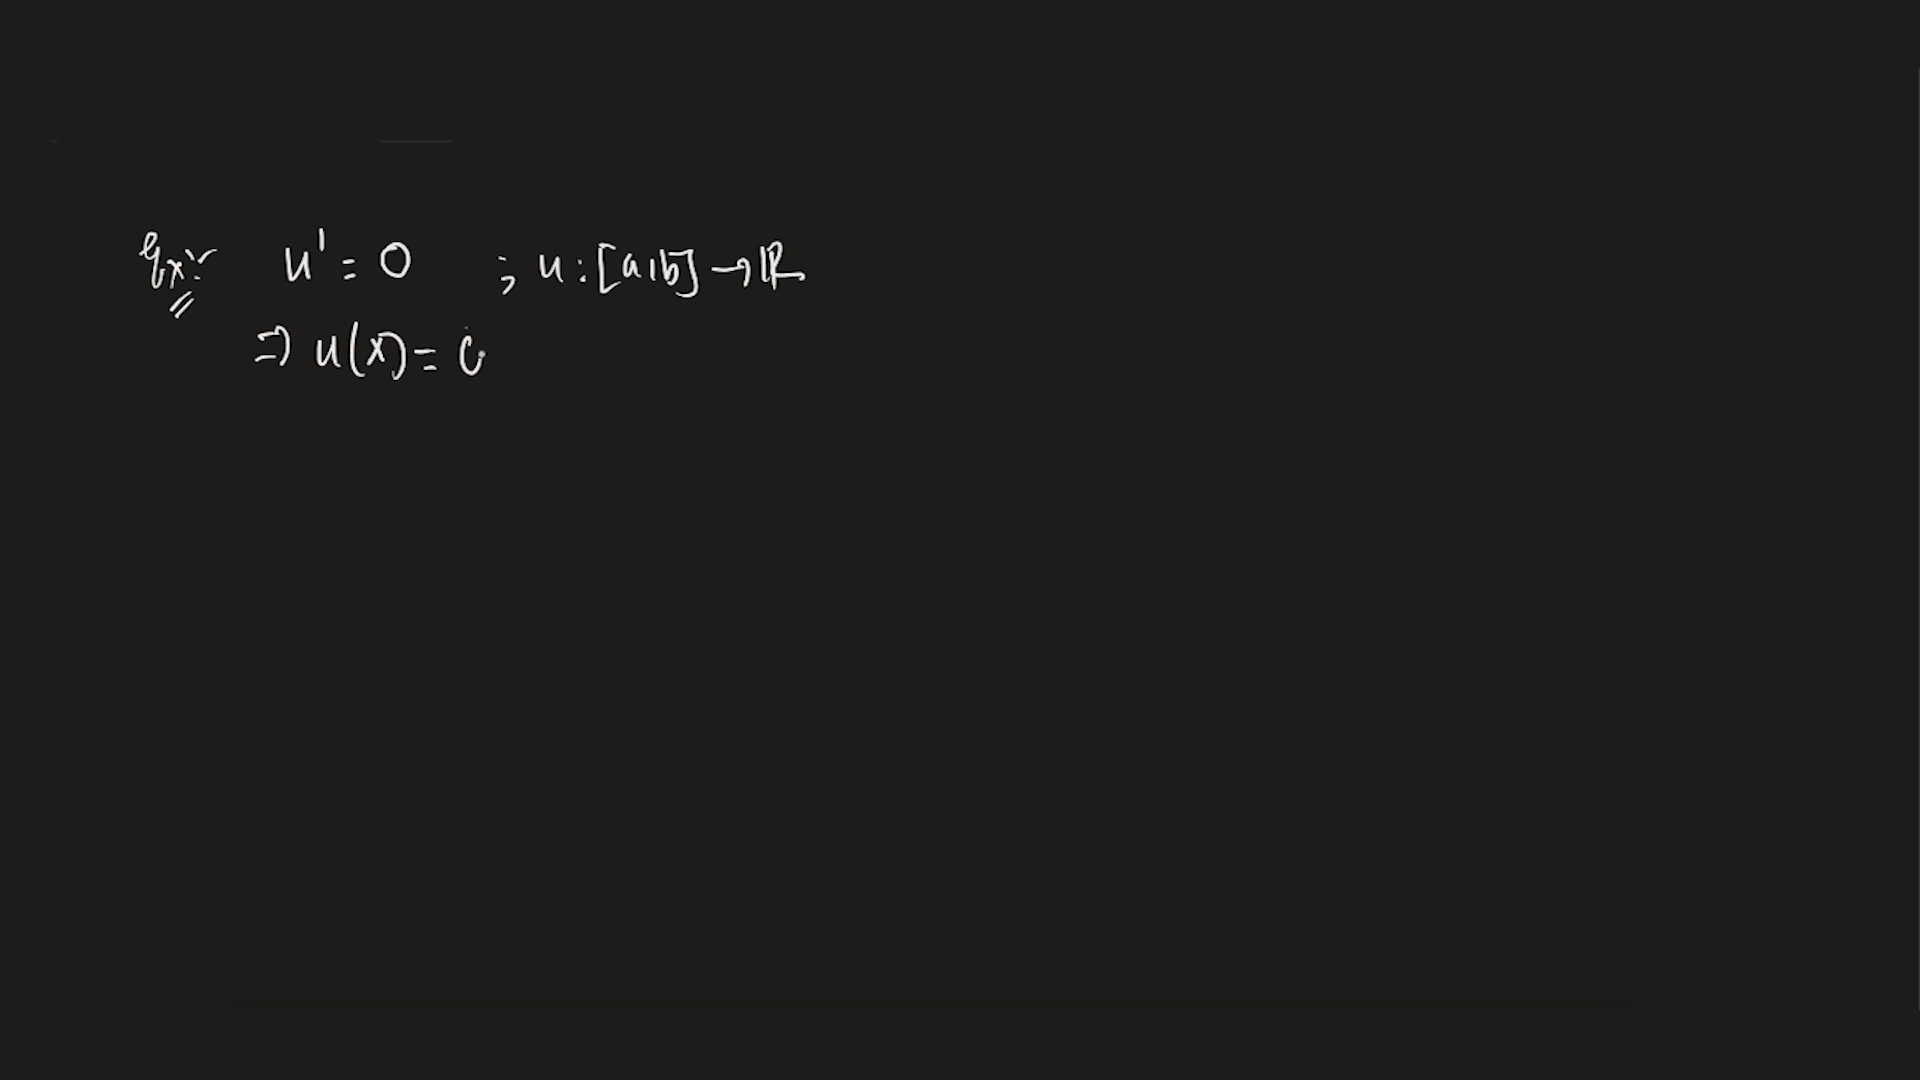 Ex:- u' = 0 ; u : [a,b] → ℝ
⇒ u(x) = c